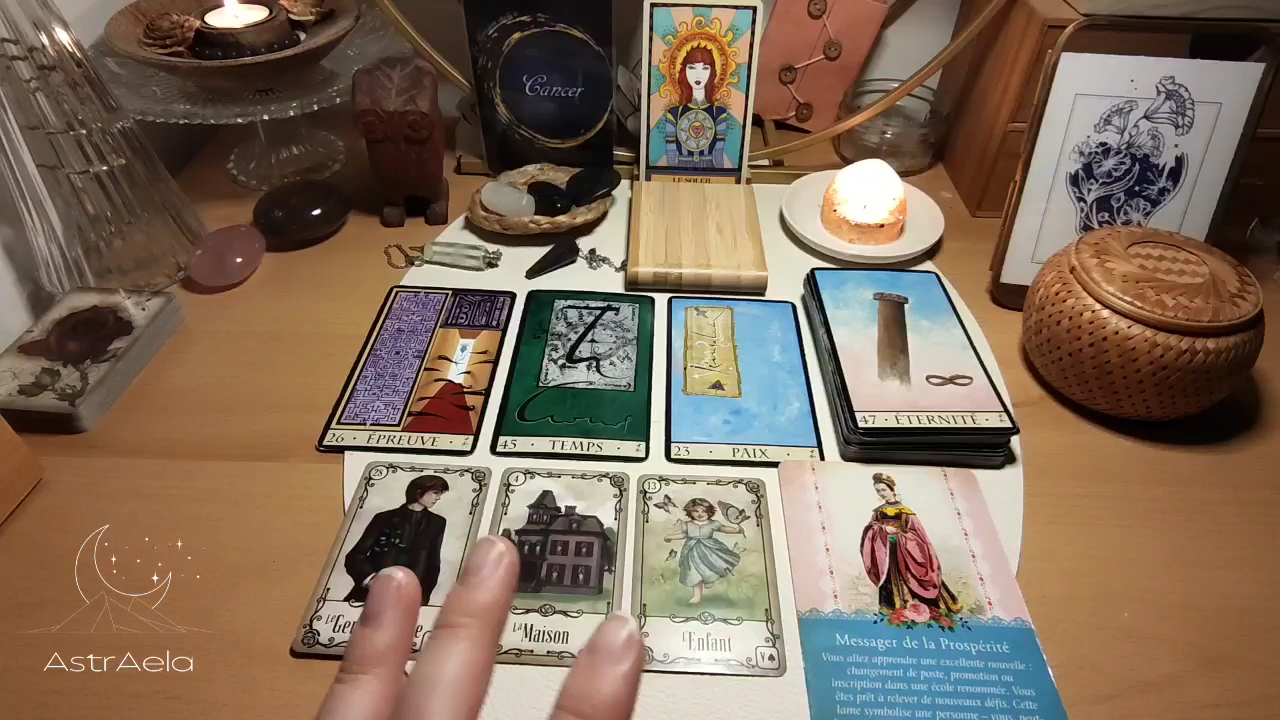 Cancer
LE SOLEIL
26 • ÉPREUVE •
45 • TEMPS •
23 • PAIX •
47 • ÉTERNITÉ •
28
4
13
Le
La Maison
L'Enfant
V♠
Messager de la Prospérité
Vous allez apprendre une excellente nouvelle :
changement de poste, promotion ou
inscription dans une école renommée. Vous
êtes prêt à relever de nouveaux défis. Cette
lame symbolise une personne – vous, peut-
AstrAela